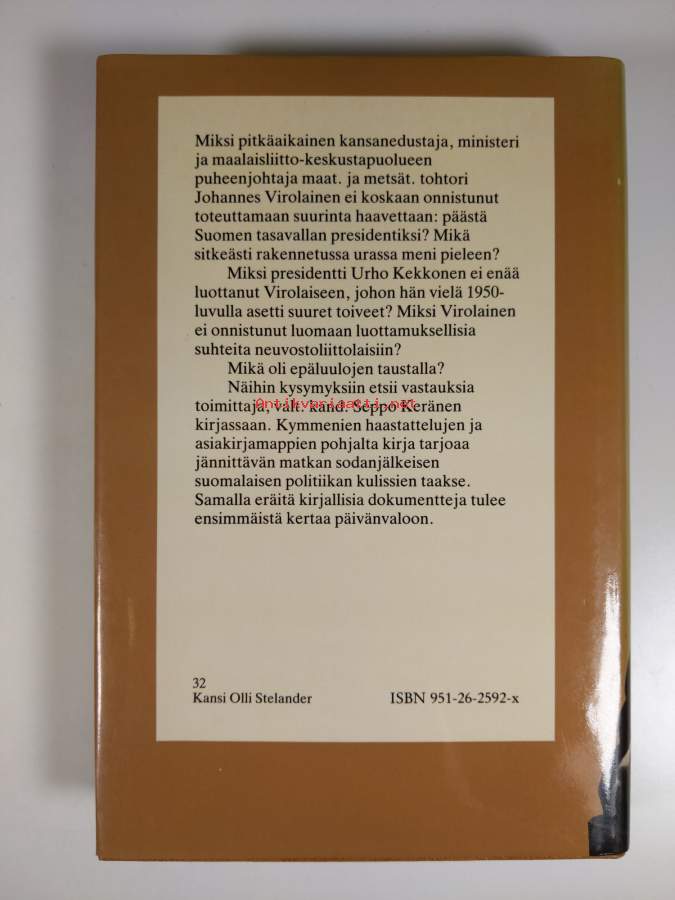 Miksi pitkäaikainen kansanedustaja, ministeri
ja maalaisliitto-keskustapuolueen
puheenjohtaja maat. ja metsät. tohtori
Johannes Virolainen ei koskaan onnistunut
toteuttamaan suurinta haavettaan: päästä
Suomen tasavallan presidentiksi? Mikä
sitkeästi rakennetussa urassa meni pieleen?
Miksi presidentti Urho Kekkonen ei enää
luottanut Virolaiseen, johon hän vielä 1950-
luvulla asetti suuret toiveet? Miksi Virolainen
ei onnistunut luomaan luottamuksellisia
suhteita neuvostoliittolaisiin?
Mikä oli epäluulojen taustalla?
Näihin kysymyksiin etsii vastauksia
Antikvariaatti.net
toimittaja, valt. kand. Seppo Keränen
kirjassaan. Kymmenien haastattelujen ja
asiakirjamappien pohjalta kirja tarjoaa
jännittävän matkan sodanjälkeisen
suomalaisen politiikan kulissien taakse.
Samalla eräitä kirjallisia dokumentteja tulee
ensimmäistä kertaa päivänvaloon.
32
Kansi Olli Stelander ISBN 951-26-2592-x